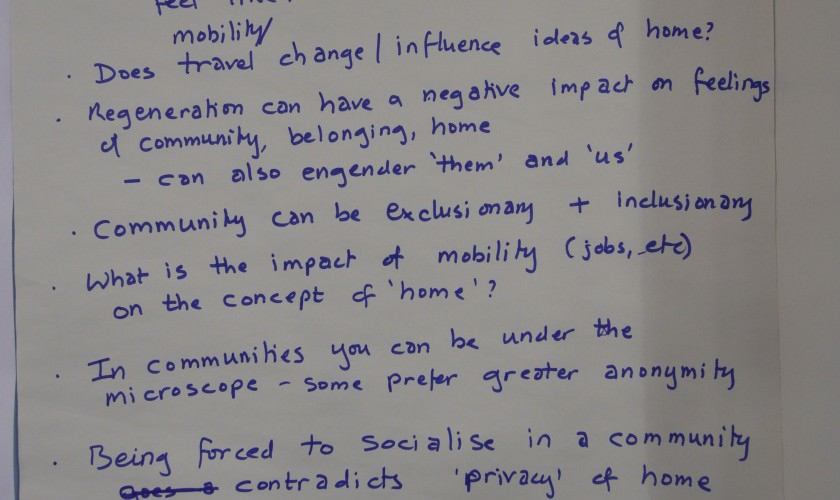 feel like
mobility/
• Does travel change / influence ideas of home?
• Regeneration can have a negative impact on feelings
of community, belonging, home
- can also engender 'them' and 'us'
• Community can be exclusionary + inclusionary
• What is the impact of mobility (jobs, etc)
on the concept of 'home'?
• In communities you can be under the
microscope - some prefer greater anonymity
• Being forced to socialise in a community
contradicts 'privacy' of home